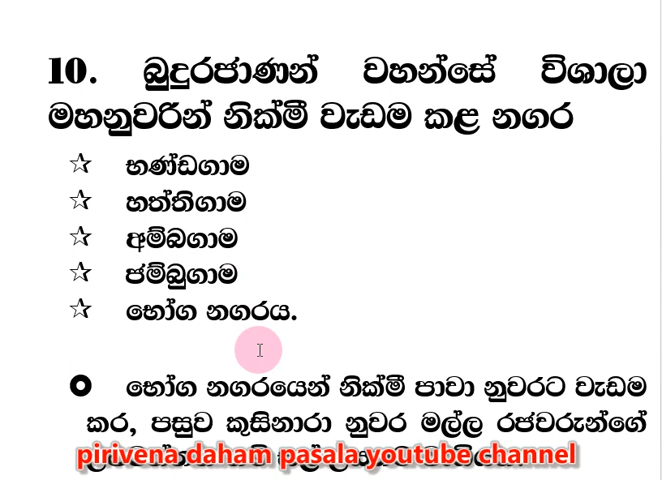 10. බුදුරජාණන් වහන්සේ විශාලා
මහනුවරින් නික්මී වැඩම කළ නගර
☆ භණ්ඩගාම
☆ හත්තිගාම
☆ අම්බගාම
☆ ජම්බුගාම
☆ භෝග නගරය.
භෝග නගරයෙන් නික්මී පාවා නුවරට වැඩම
කර, පසුව කුසිනාරා නුවර මල්ල රජවරුන්ගේ
pirivena daham pasala youtube channel